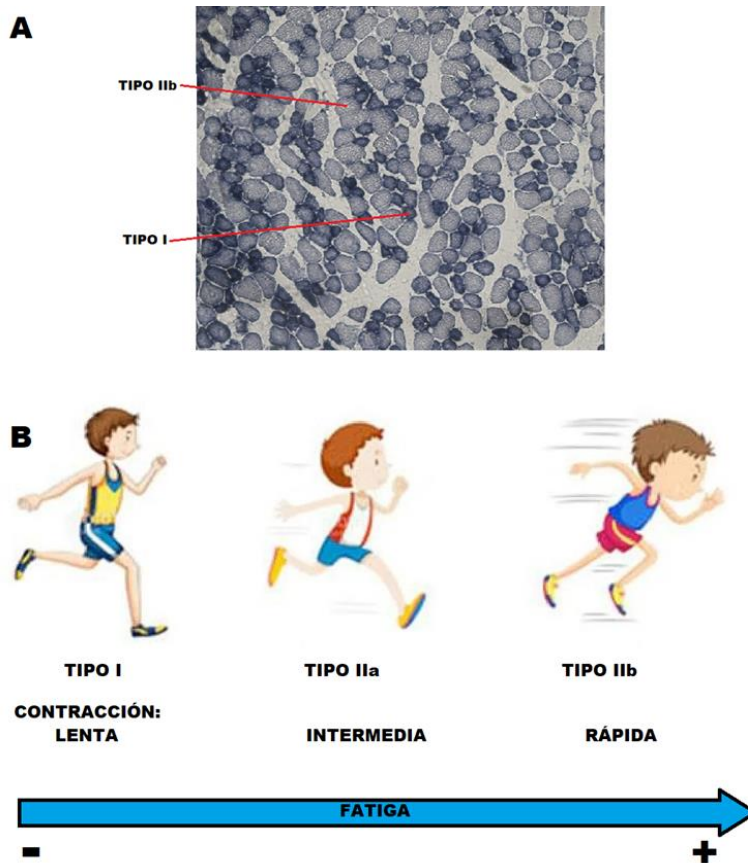 A
TIPO IIb
TIPO I
B
TIPO I
TIPO IIa
TIPO IIb
CONTRACCIÓN:
LENTA
INTERMEDIA
RÁPIDA
FATIGA
- +